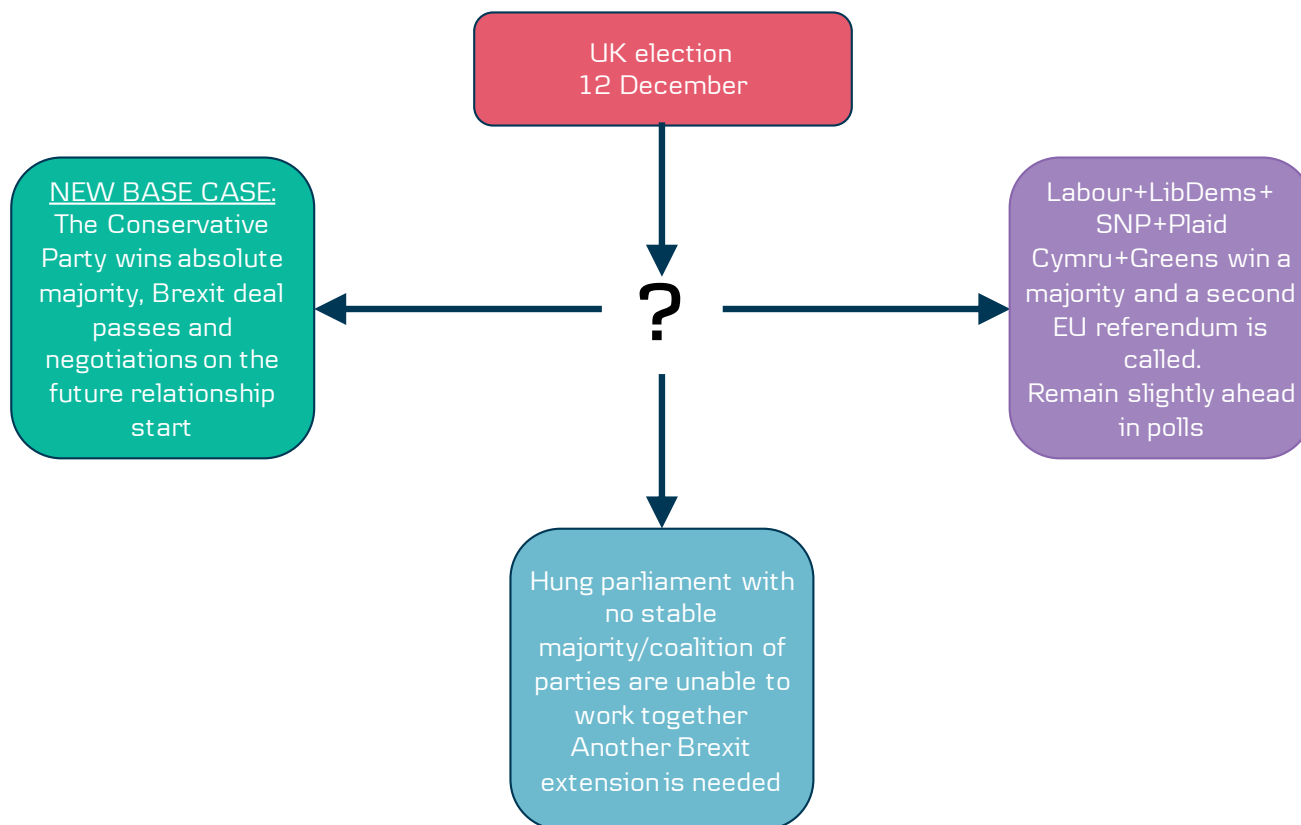 UK election
12 December
NEW BASE CASE:
The Conservative
Party wins absolute
majority, Brexit deal
passes and
negotiations on the
future relationship
start
?
Labour+LibDems+
SNP+Plaid
Cymru+Greens win a
majority and a second
EU referendum is
called.
Remain slightly ahead
in polls
Hung parliament with
no stable
majority/coalition of
parties are unable to
work together
Another Brexit
extension is needed